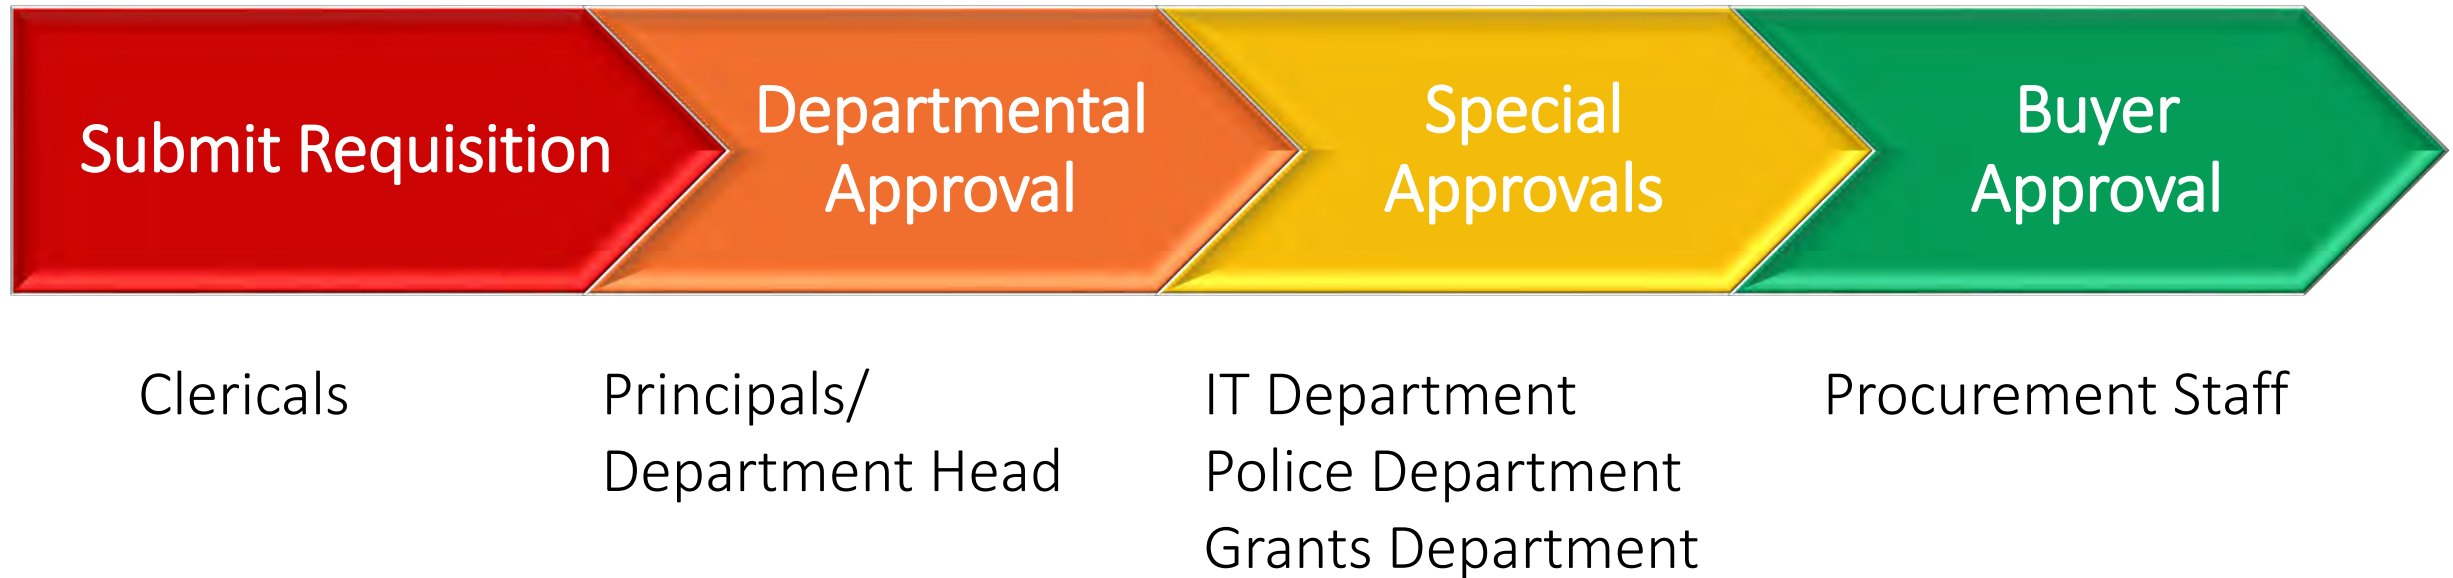 Submit Requisition
Departmental
Approval
Special
Approvals
Buyer
Approval
Clericals
Principals/
Department Head
IT Department
Police Department
Grants Department
Procurement Staff